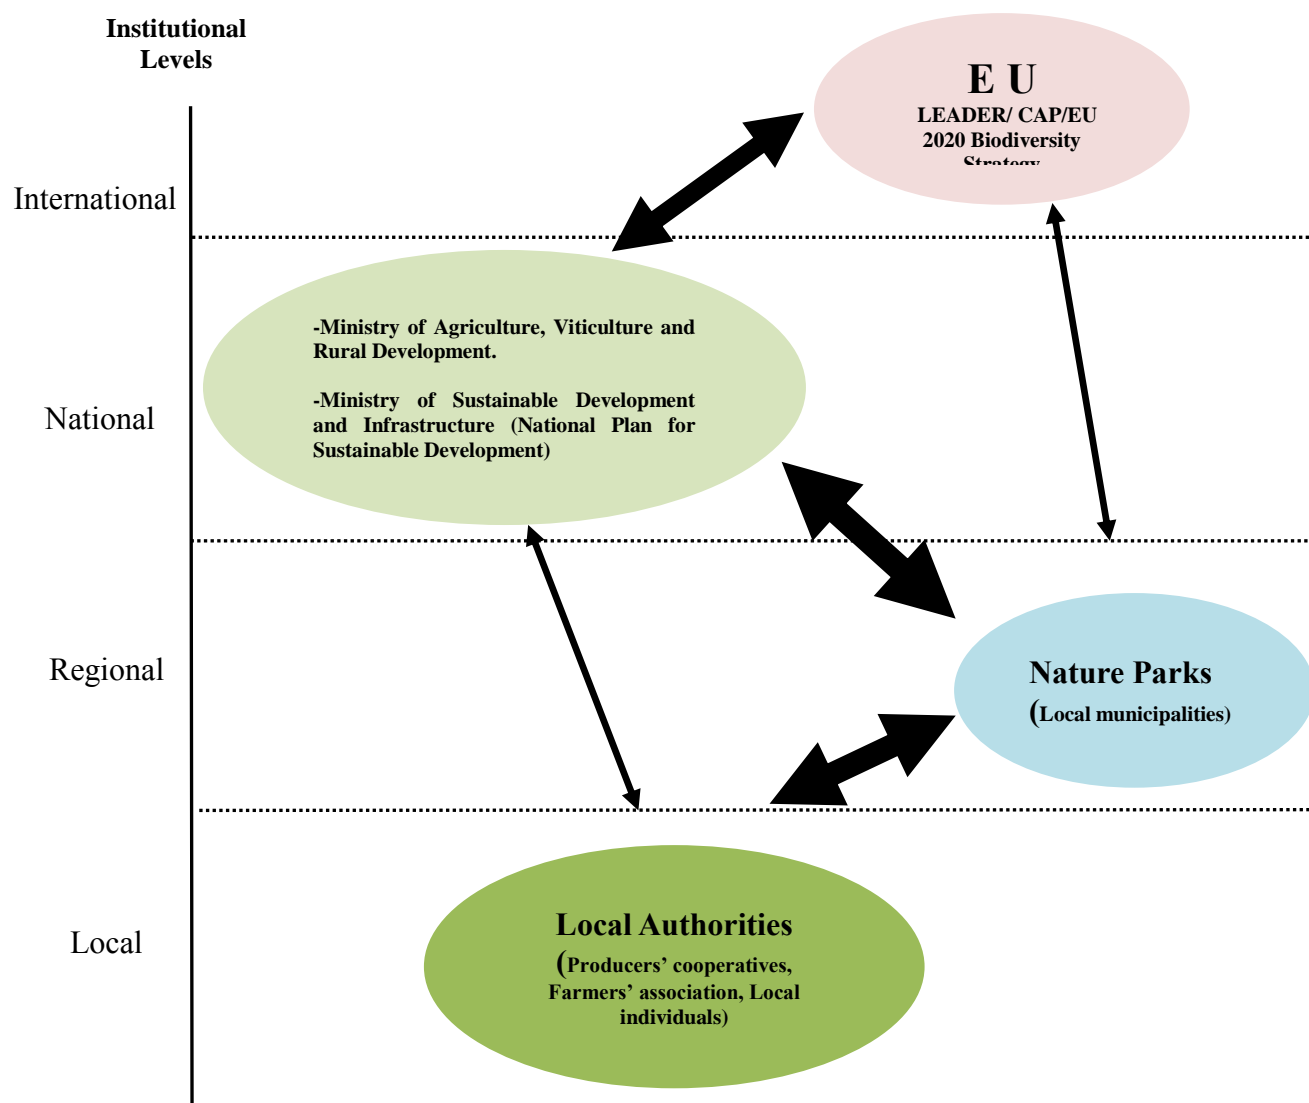 Institutional
Levels
E U
LEADER/ CAP/EU
2020 Biodiversity
Strategy
International
-Ministry of Agriculture, Viticulture and
Rural Development.
-Ministry of Sustainable Development
and Infrastructure (National Plan for
Sustainable Development)
National
Regional
Nature Parks
(Local municipalities)
Local
Local Authorities
(Producers’ cooperatives,
Farmers’ association, Local
individuals)